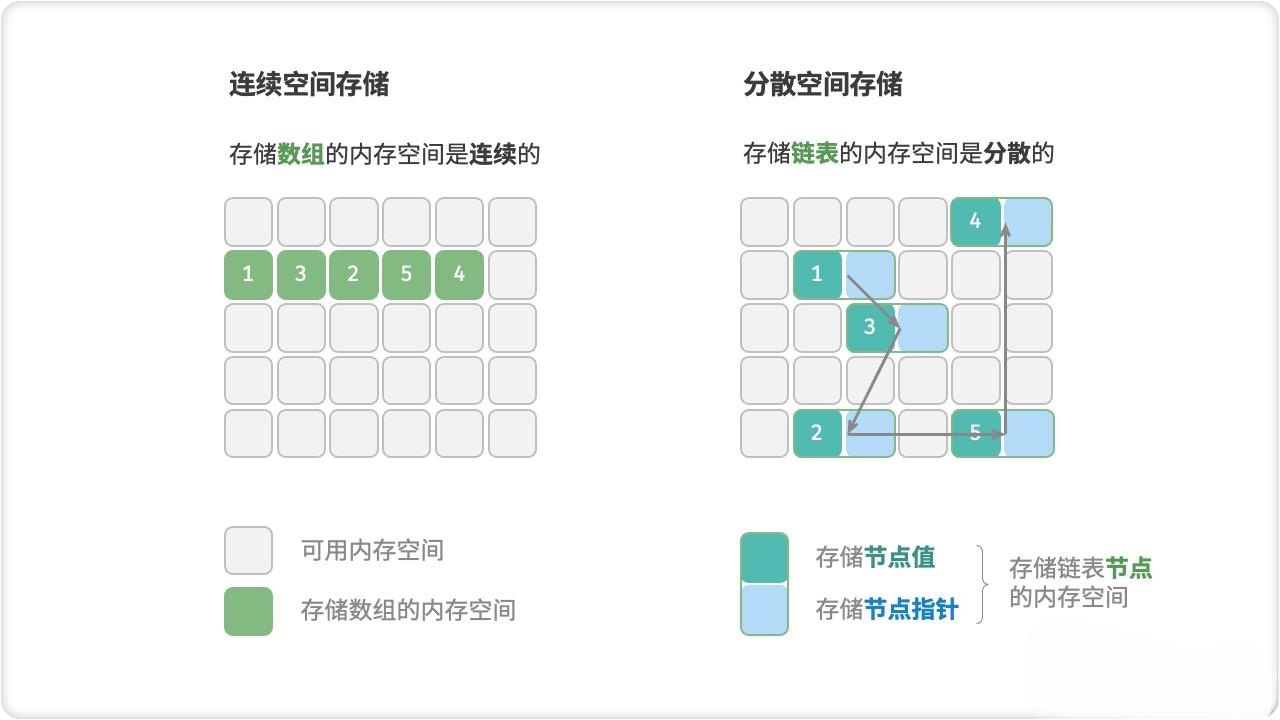 连续空间存储
存储数组的内存空间是连续的
1 3 2 5 4
可用内存空间
存储数组的内存空间
分散空间存储
存储链表的内存空间是分散的
4
1
3
2 5
存储节点值
存储节点指针
存储链表节点
的内存空间